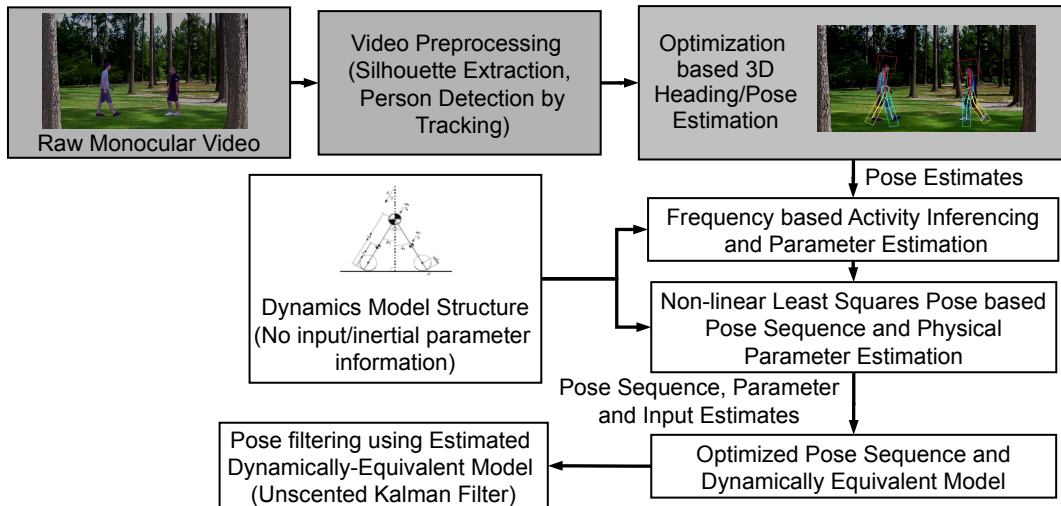 Raw Monocular Video
Video Preprocessing
(Silhouette Extraction,
Person Detection by
Tracking)
Optimization
based 3D
Heading/Pose
Estimation
Pose Estimates
Frequency based Activity Inferencing
and Parameter Estimation
Dynamics Model Structure
(No input/inertial parameter
information)
Non-linear Least Squares Pose based
Pose Sequence and Physical
Parameter Estimation
Pose Sequence, Parameter
and Input Estimates
Optimized Pose Sequence and
Dynamically Equivalent Model
Pose filtering using Estimated
Dynamically-Equivalent Model
(Unscented Kalman Filter)